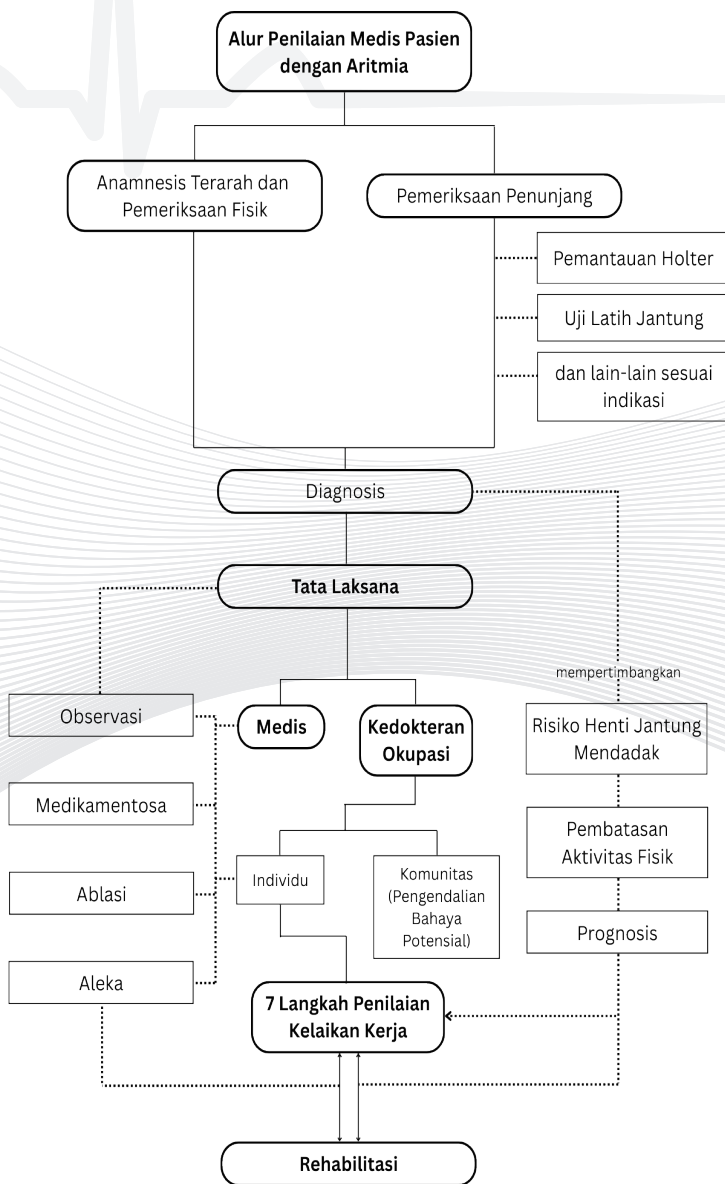 Alur Penilaian Medis Pasien
dengan Aritmia
Anamnesis Terarah dan
Pemeriksaan Fisik
Pemeriksaan Penunjang
Pemantauan Holter
Uji Latih Jantung
dan lain-lain sesuai
indikasi
Diagnosis
Tata Laksana
mempertimbangkan
Observasi
Medis
Kedokteran
Okupasi
Risiko Henti Jantung
Mendadak
Medikamentosa
Pembatasan
Aktivitas Fisik
Individu
Komunitas
(Pengendalian
Bahaya
Potensial)
Ablasi
Prognosis
Aleka
7 Langkah Penilaian
Kelaikan Kerja
Rehabilitasi